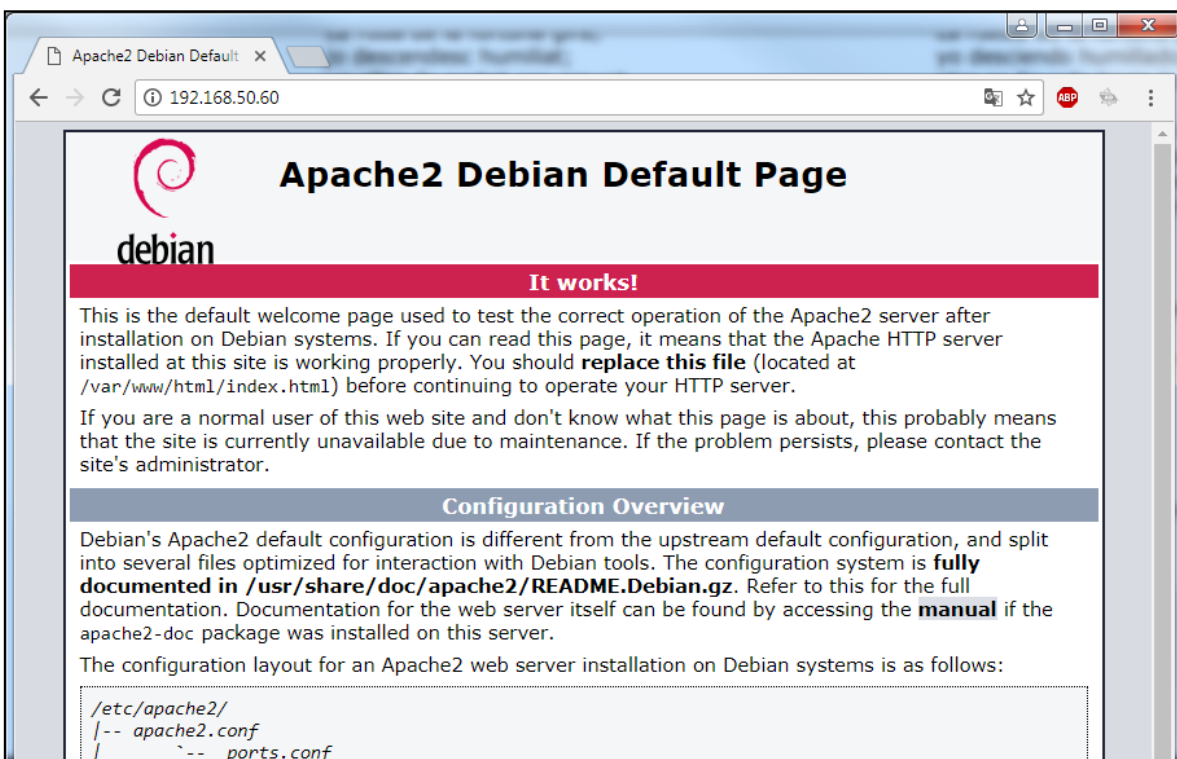 yo descendesc humiliat;
yo desciendo humillado
Apache2 Debian Default
192.168.50.60
ABP
debian
Apache2 Debian Default Page
It works!
This is the default welcome page used to test the correct operation of the Apache2 server after
installation on Debian systems. If you can read this page, it means that the Apache HTTP server
installed at this site is working properly. You should replace this file (located at
/var/www/html/index.html) before continuing to operate your HTTP server.
If you are a normal user of this web site and don't know what this page is about, this probably means
that the site is currently unavailable due to maintenance. If the problem persists, please contact the
site's administrator.
Configuration Overview
Debian's Apache2 default configuration is different from the upstream default configuration, and split
into several files optimized for interaction with Debian tools. The configuration system is fully
documented in /usr/share/doc/apache2/README.Debian.gz. Refer to this for the full
documentation. Documentation for the web server itself can be found by accessing the manual if the
apache2-doc package was installed on this server.
The configuration layout for an Apache2 web server installation on Debian systems is as follows:
/etc/apache2/
|-- apache2.conf
|       `--  ports.conf